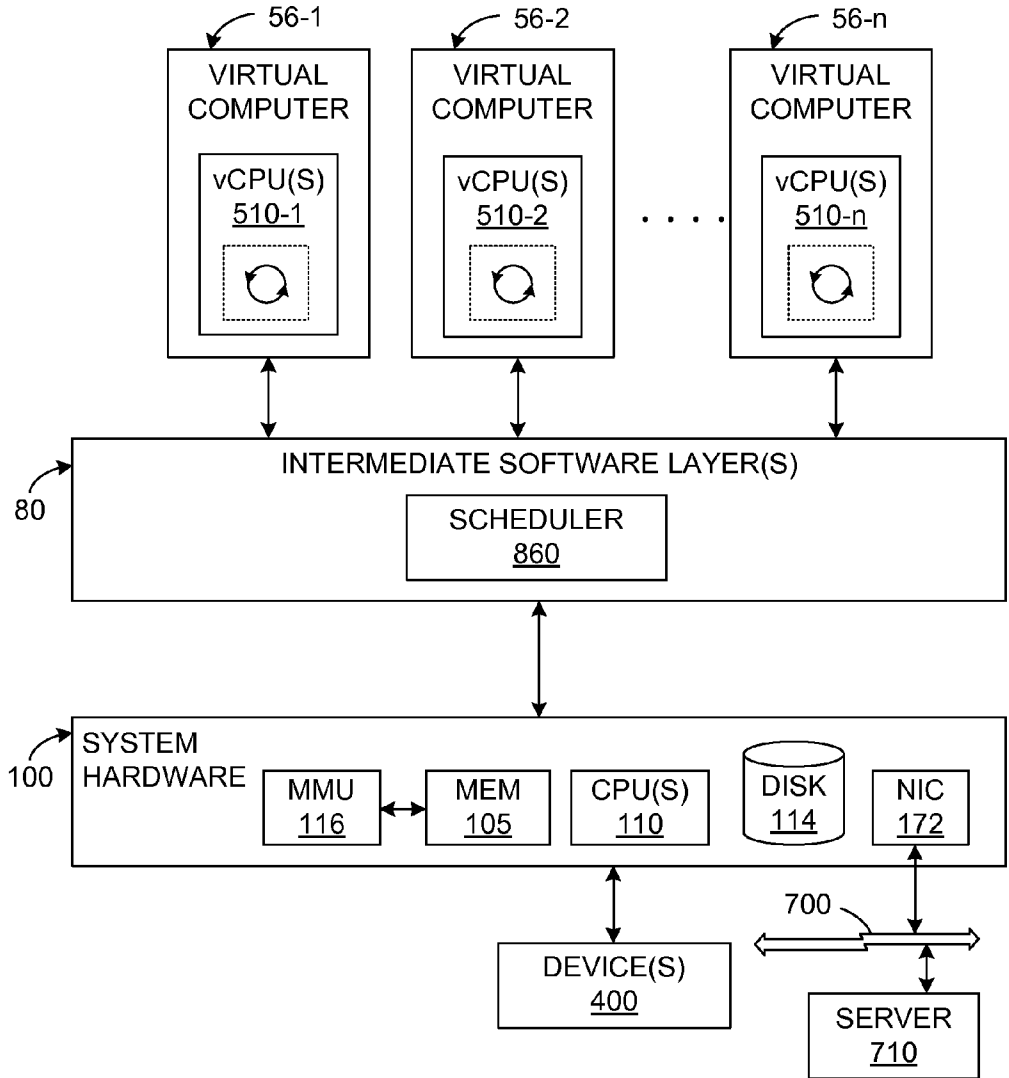 56-1
56-2
56-n
VIRTUAL
COMPUTER
vCPU(S)
510-1
VIRTUAL
COMPUTER
vCPU(S)
510-2
. . . . .
VIRTUAL
COMPUTER
vCPU(S)
510-n
80
INTERMEDIATE SOFTWARE LAYER(S)
SCHEDULER
860
100
SYSTEM
HARDWARE
MMU
116
MEM
105
CPU(S)
110
DISK
114
NIC
172
700
DEVICE(S)
400
SERVER
710